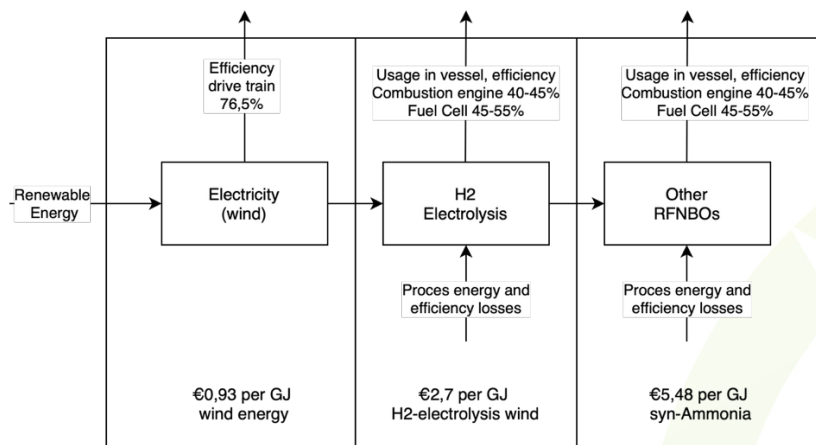 Efficiency
drive train
76,5%
Usage in vessel, efficiency
Combustion engine 40-45%
Fuel Cell 45-55%
Usage in vessel, efficiency
Combustion engine 40-45%
Fuel Cell 45-55%
Renewable
Energy
Electricity
(wind)
H2
Electrolysis
Other
RFNBOs
Proces energy and
efficiency losses
Proces energy and
efficiency losses
€0,93 per GJ
wind energy
€2,7 per GJ
H2-electrolysis wind
€5,48 per GJ
syn-Ammonia